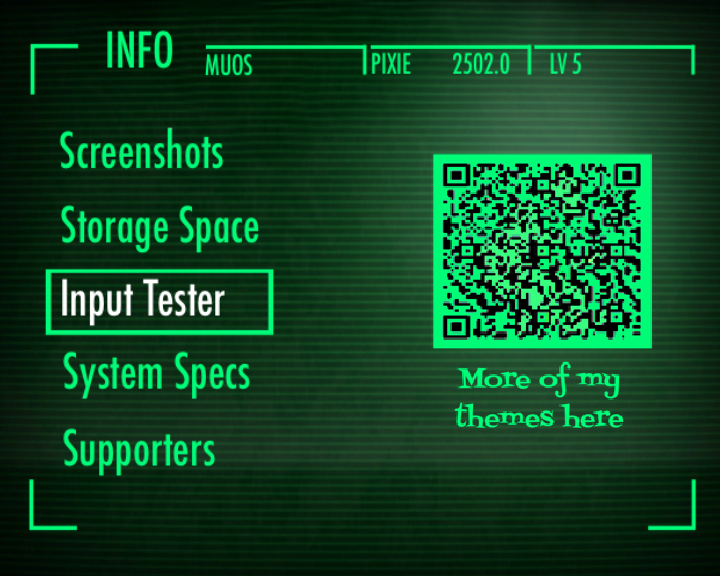 INFO MUOS PIXIE 2502.0 LV 5
Screenshots
Storage Space
Input Tester
System Specs
Supporters
More of my
themes here